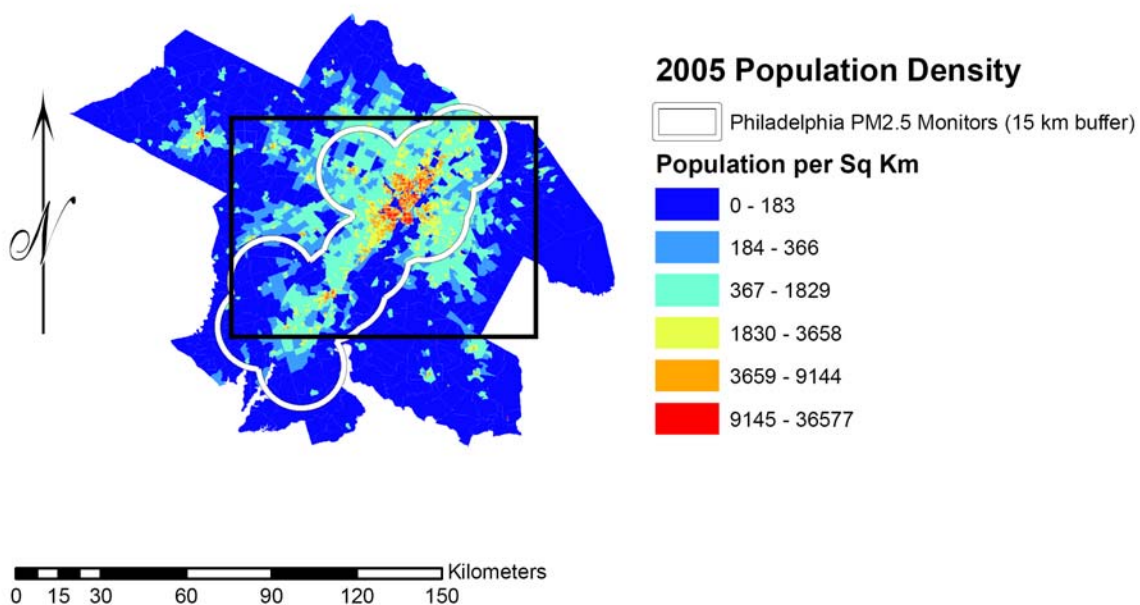 2005 Population Density
Philadelphia PM2.5 Monitors (15 km buffer)
Population per Sq Km
0 - 183
184 - 366
367 - 1829
1830 - 3658
3659 - 9144
9145 - 36577
N
Kilometers
0 15 30 60 90 120 150